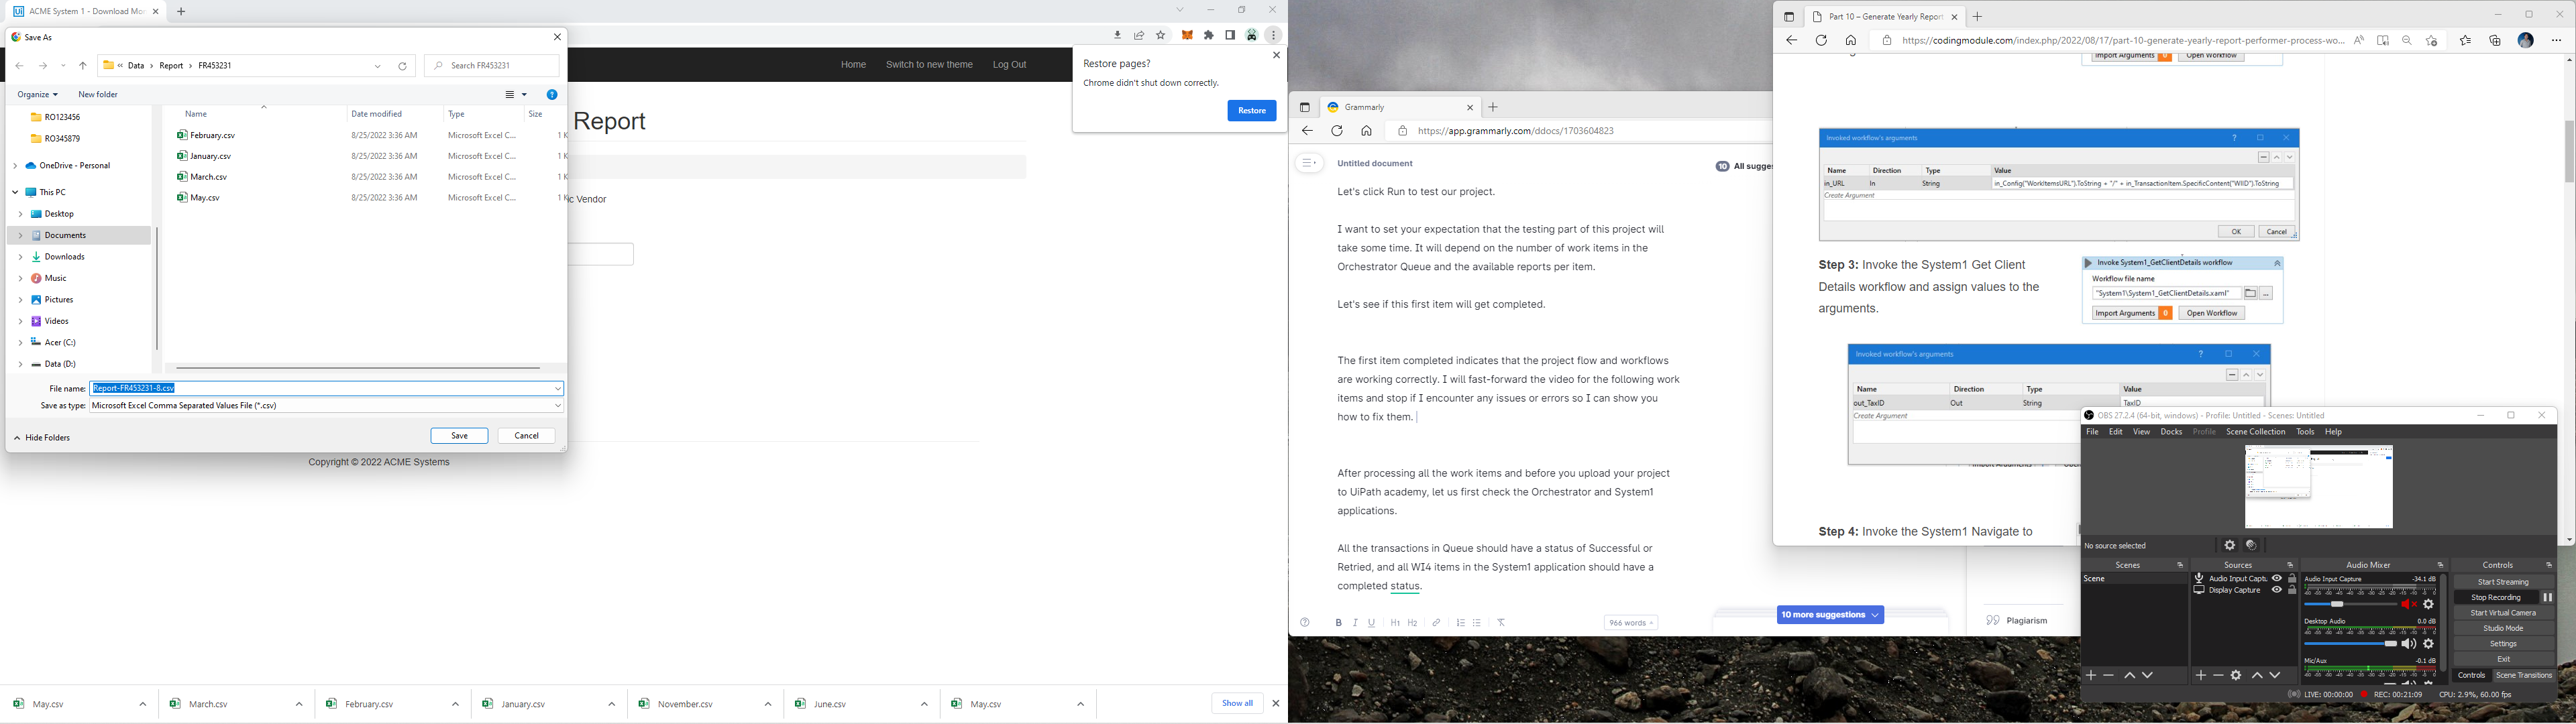 ACME System 1 - Download Mon
Save As
Data > Report > FR453231
Search FR453231
Organize
New folder
Name
Date modified
Type
Size
RO123456
RO345879
OneDrive - Personal
This PC
Desktop
Documents
Downloads
Music
Pictures
Videos
Acer (C:)
Data (D:)
February.csv 8/25/2022 3:36 AM Microsoft Excel C... 1 K
January.csv 8/25/2022 3:36 AM Microsoft Excel C... 1 K
March.csv 8/25/2022 3:36 AM Microsoft Excel C... 1 K
May.csv 8/25/2022 3:36 AM Microsoft Excel C... 1 K
File name: Report-FR453231-8.csv
Save as type: Microsoft Excel Comma Separated Values File (*.csv)
Hide Folders
Save
Cancel
Home
Switch to new theme
Log Out
Report
ic Vendor
Copyright © 2022 ACME Systems
Restore pages?
Chrome didn't shut down correctly.
Restore
May.csv
March.csv
February.csv
January.csv
November.csv
June.csv
May.csv
Show all
Grammarly
https://app.grammarly.com/ddocs/1703604823
Untitled document
10 All sugges
Let's click Run to test our project.
I want to set your expectation that the testing part of this project will
take some time. It will depend on the number of work items in the
Orchestrator Queue and the available reports per item.
Let's see if this first item will get completed.
The first item completed indicates that the project flow and workflows
are working correctly. I will fast-forward the video for the following work
items and stop if I encounter any issues or errors so I can show you
how to fix them.
After processing all the work items and before you upload your project
to UiPath academy, let us first check the Orchestrator and System1
applications.
All the transactions in Queue should have a status of Successful or
Retried, and all WI4 items in the System1 application should have a
completed status.
B I U H1 H2
966 words
10 more suggestions
Plagiarism
Part 10 – Generate Yearly Report
https://codingmodule.com/index.php/2022/08/17/part-10-generate-yearly-report-performer-process-wo...
Import Arguments 0 Open Workflow
Invoked workflow's arguments
Name Direction Type Value
in_URL In String in_Config("WorkItemsURL").ToString + "/" + in_TransactionItem.SpecificContent("WIID").ToString
Create Argument
OK
Cancel
Step 3: Invoke the System1 Get Client
Details workflow and assign values to the
arguments.
Invoke System1_GetClientDetails workflow
Workflow file name
"System1\System1_GetClientDetails.xaml"
Import Arguments 0 Open Workflow
Invoked workflow's arguments
Name Direction Type Value
out_TaxID Out String TaxID
Create Argument
Step 4: Invoke the System1 Navigate to
OBS 27.2.4 (64-bit, windows) - Profile: Untitled - Scenes: Untitled
File Edit View Docks Profile Scene Collection Tools Help
No source selected
Scenes
Sources
Audio Mixer
Controls
Scene
Audio Input Captu
Display Capture
Audio Input Capture -34.1 dB
Desktop Audio 0.0 dB
Mic/Aux -0.1 dB
Start Streaming
Stop Recording
Start Virtual Camera
Studio Mode
Settings
Exit
Controls
Scene Transitions
LIVE: 00:00:00
REC: 00:21:09
CPU: 2.9%, 60.00 fps